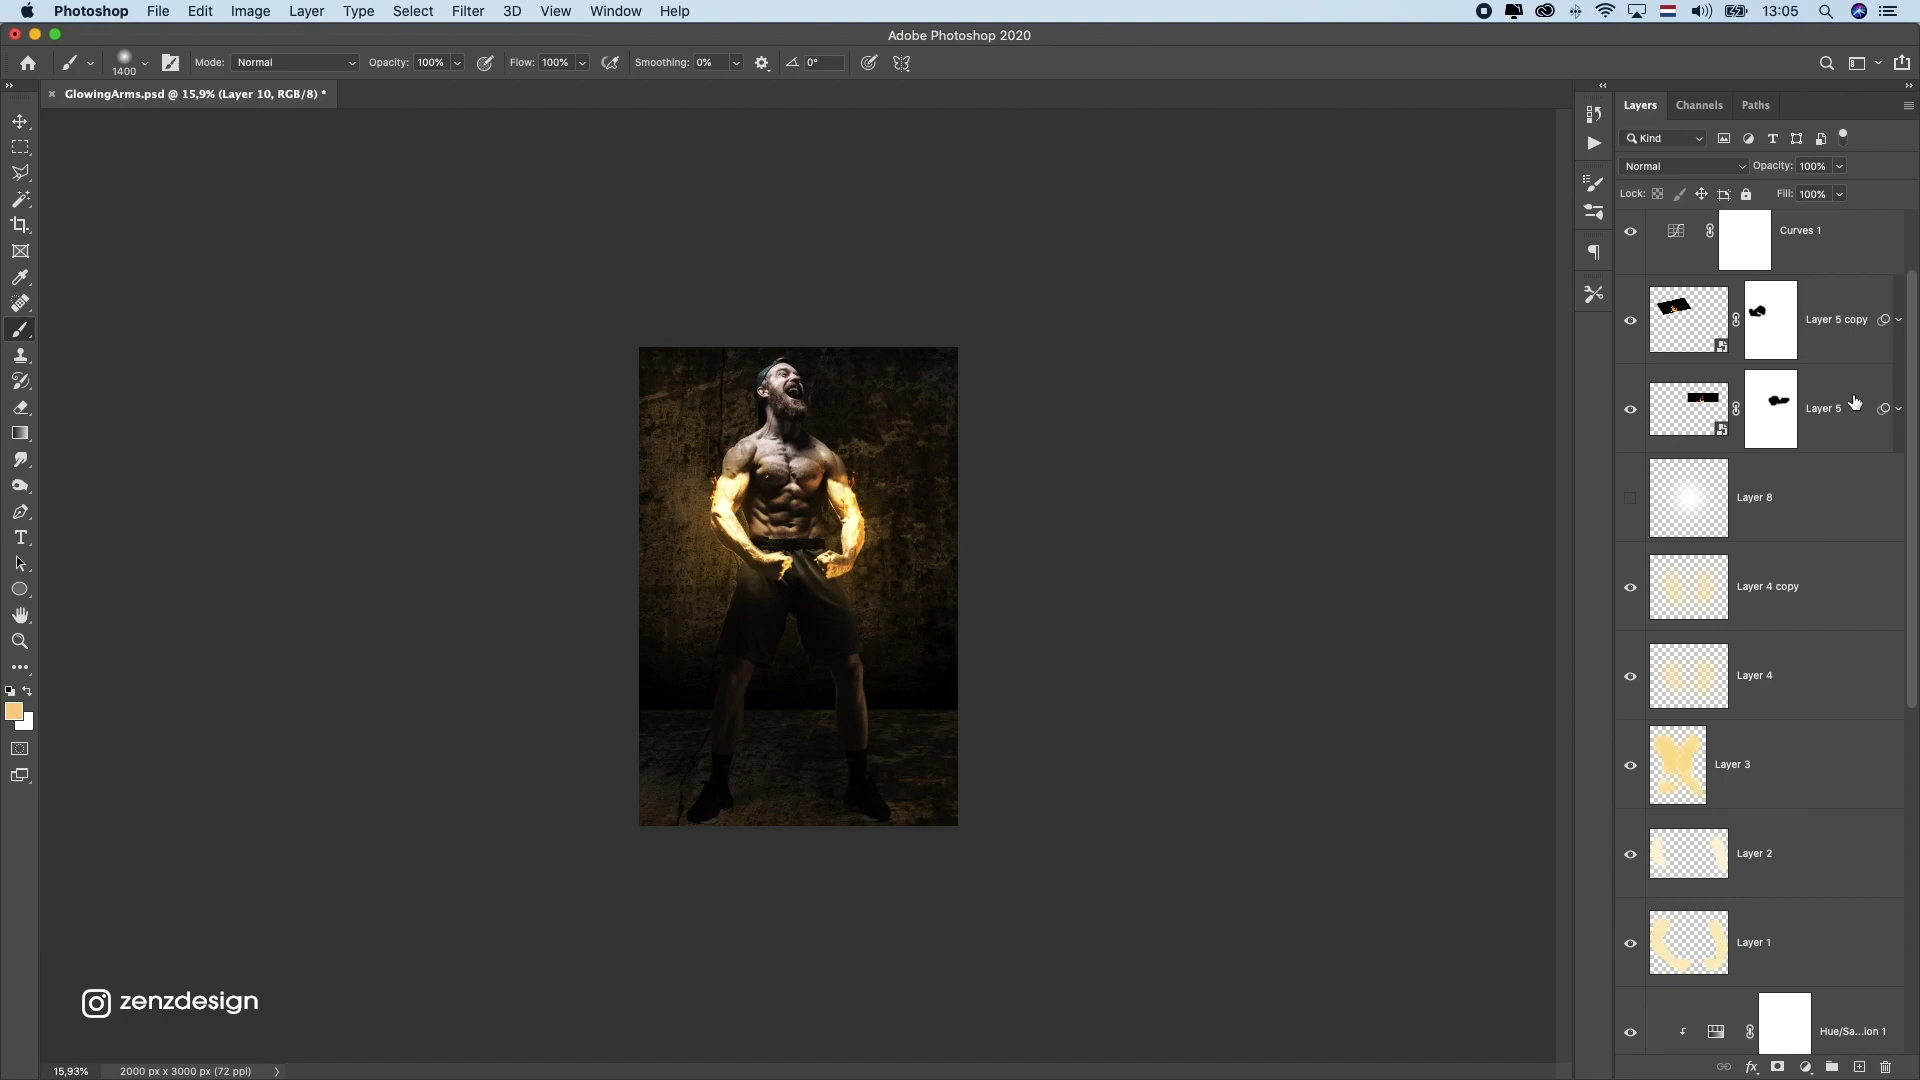 Photoshop File Edit Image Layer Type Select Filter 3D View Window Help 13:05
Adobe Photoshop 2020
1400 Mode: Normal Opacity: 100% Flow: 100% Smoothing: 0% 0°
GlowingArms.psd @ 15,9% (Layer 10, RGB/8) *
Layers Channels Paths
Kind
Normal Opacity: 100%
Lock: Fill: 100%
Curves 1
Layer 5 copy
Layer 5
Layer 8
Layer 4 copy
Layer 4
Layer 3
Layer 2
Layer 1
Hue/Sa...ion 1
zenzdesign
15,93% 2000 px x 3000 px (72 ppi)